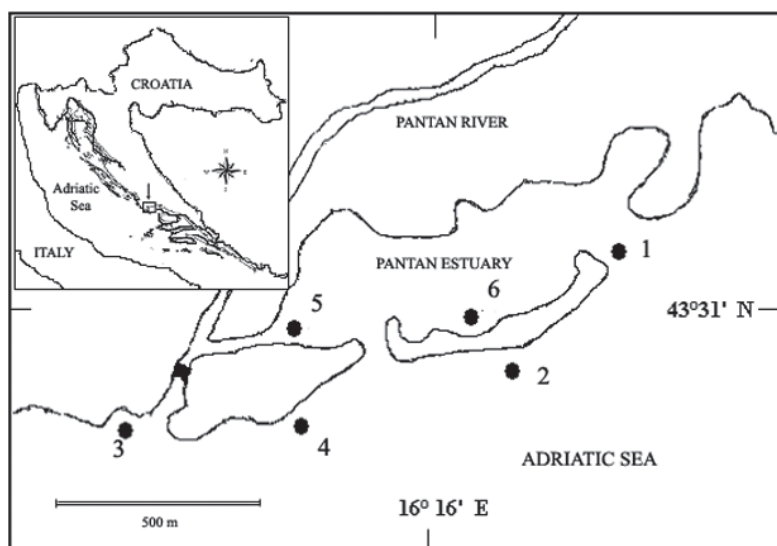 CROATIA
PANTAN RIVER
Adriatic
Sea
ITALY
PANTAN ESTUARY
1
6
5
43°31' N
2
3
4
ADRIATIC SEA
500 m
16° 16' E